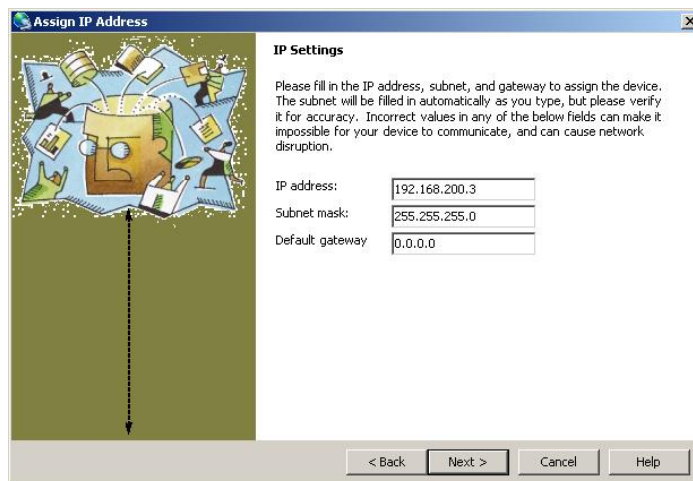 Assign IP Address
IP Settings
Please fill in the IP address, subnet, and gateway to assign the device.
The subnet will be filled in automatically as you type, but please verify
it for accuracy. Incorrect values in any of the below fields can make it
impossible for your device to communicate, and can cause network
disruption.
IP address: 192.168.200.3
Subnet mask: 255.255.255.0
Default gateway 0.0.0.0
< Back Next > Cancel Help